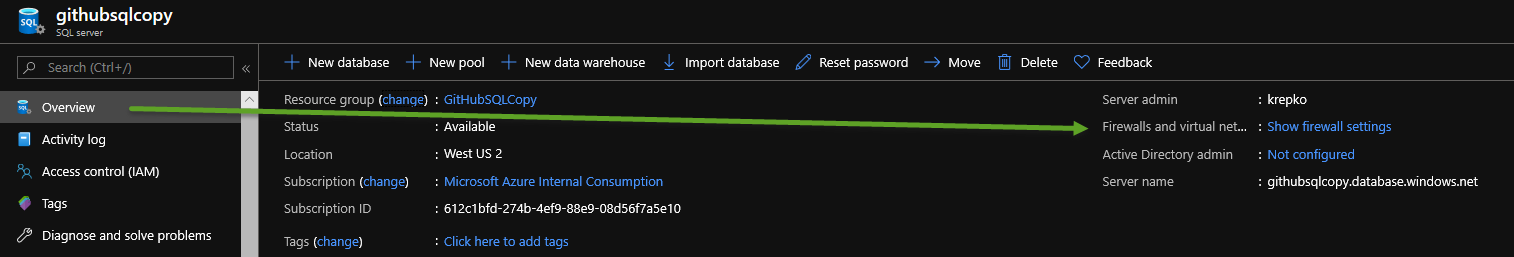 githubsqlcopy
SQL
SQL server
Search (Ctrl+/)
«
Overview
Activity log
Access control (IAM)
Tags
Diagnose and solve problems
New database
New pool
New data warehouse
Import database
Reset password
Move
Delete
Feedback
Resource group (change) : GitHubSQLCopy
Status : Available
Location : West US 2
Subscription (change) : Microsoft Azure Internal Consumption
Subscription ID : 612c1bfd-274b-4ef9-88e9-08d56f7a5e10
Tags (change) : Click here to add tags
Server admin : krepko
Firewalls and virtual net... : Show firewall settings
Active Directory admin : Not configured
Server name : githubsqlcopy.database.windows.net